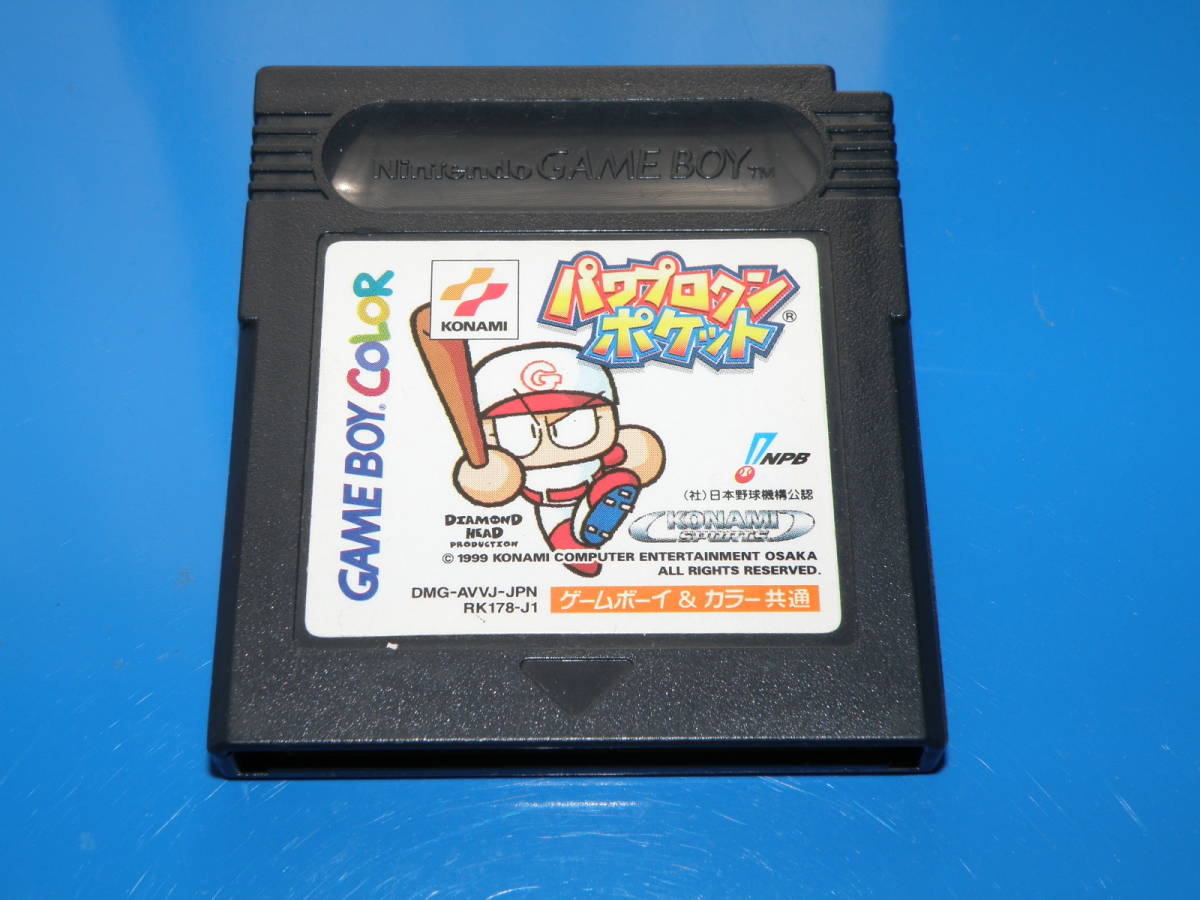 Nintendo GAME BOY™
GAME BOY COLOR
KONAMI
パワプロクン
ポケット®
G
NPB
(社)日本野球機構公認
DIAMOND
HEAD
PRODUCTION
KONAMI
SPORTS
© 1999 KONAMI COMPUTER ENTERTAINMENT OSAKA
ALL RIGHTS RESERVED.
DMG-AVVJ-JPN
RK178-J1
ゲームボーイ & カラー共通